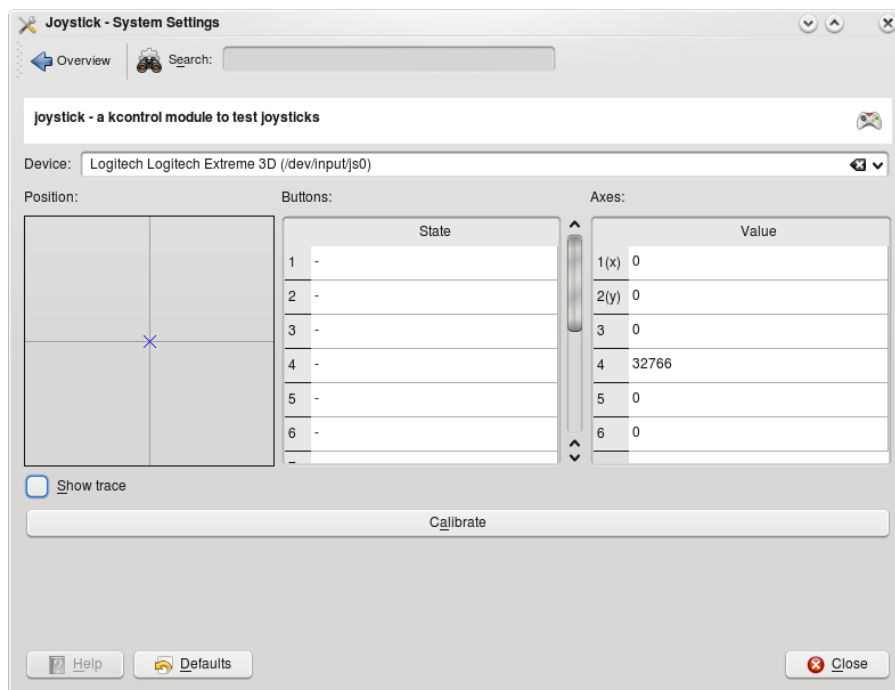 Joystick - System Settings
Overview Search:
joystick - a kcontrol module to test joysticks
Device: Logitech Logitech Extreme 3D (/dev/input/js0)
Position: Buttons: Axes:
State Value
1 - 1(x) 0
2 - 2(y) 0
3 - 3 0
4 - 4 32766
5 - 5 0
6 - 6 0
Show trace
Calibrate
Help Defaults Close